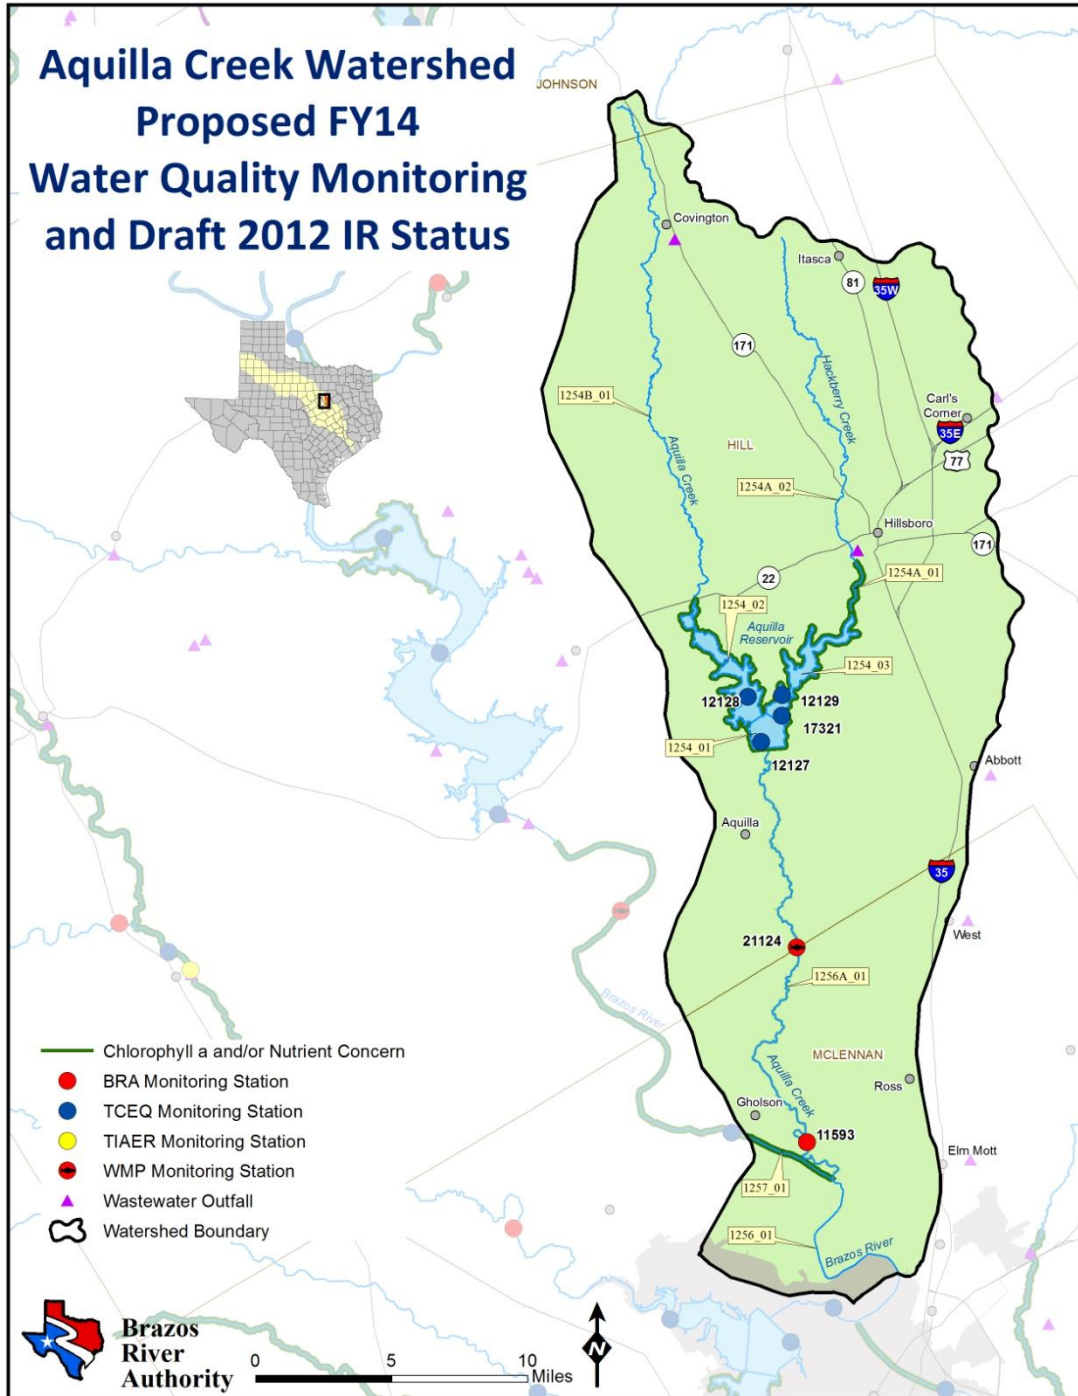 Aquilla Creek Watershed
Proposed FY14
Water Quality Monitoring
and Draft 2012 IR Status
JOHNSON
Covington
Itasca
81
35W
171
Hackberry Creek
1254B_01
Carl's
Corner
35E
77
HILL
Aquilla Creek
1254A_02
Hillsboro
171
22
1254A_01
1254_02
Aquilla
Reservoir
1254_03
12128
12129
17321
1254_01
12127
Abbott
Aquilla
35
West
21124
1256A_01
Brazos River
MCLENNAN
Aquilla Creek
Ross
Gholson
11593
Elm Mott
1257_01
1256_01
Brazos River
Chlorophyll a and/or Nutrient Concern
BRA Monitoring Station
TCEQ Monitoring Station
TIAER Monitoring Station
WMP Monitoring Station
Wastewater Outfall
Watershed Boundary
Brazos
River
Authority
0 5 10
Miles
N